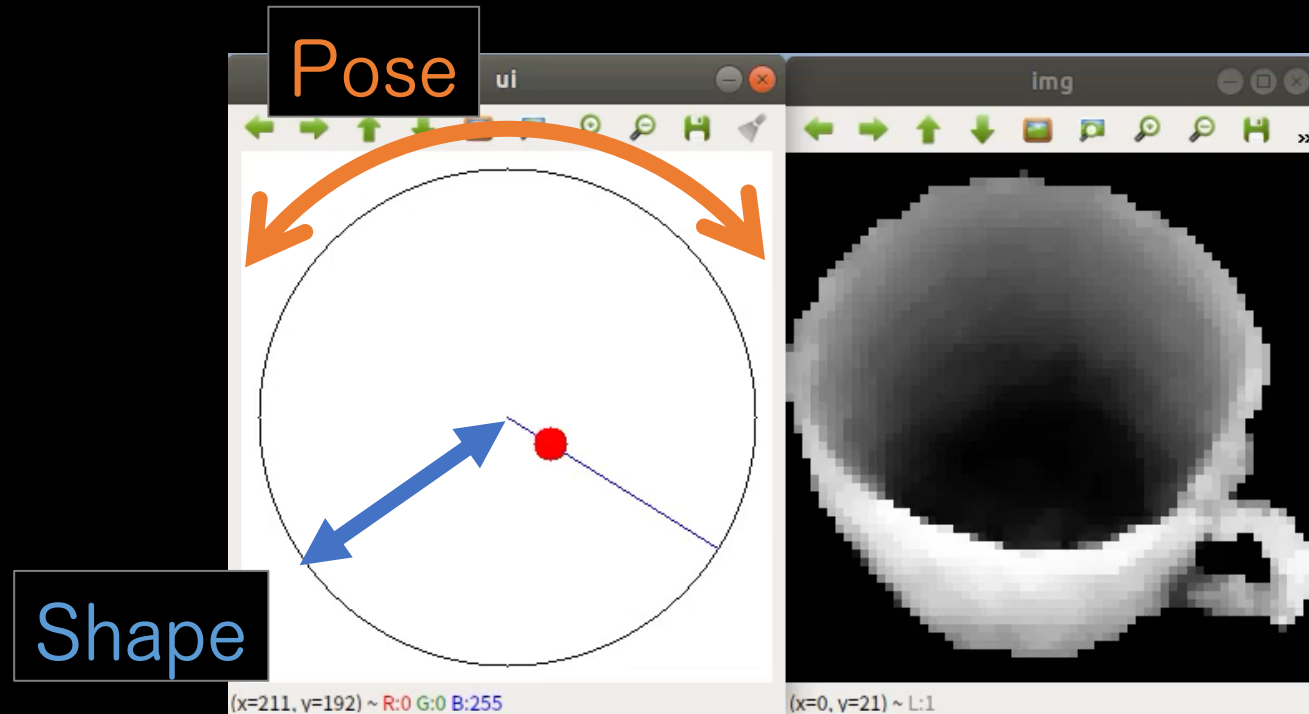 Pose
ui
img
»
Shape
(x=211, y=192) ~ R:0 G:0 B:255
(x=0, y=21) ~ L:1